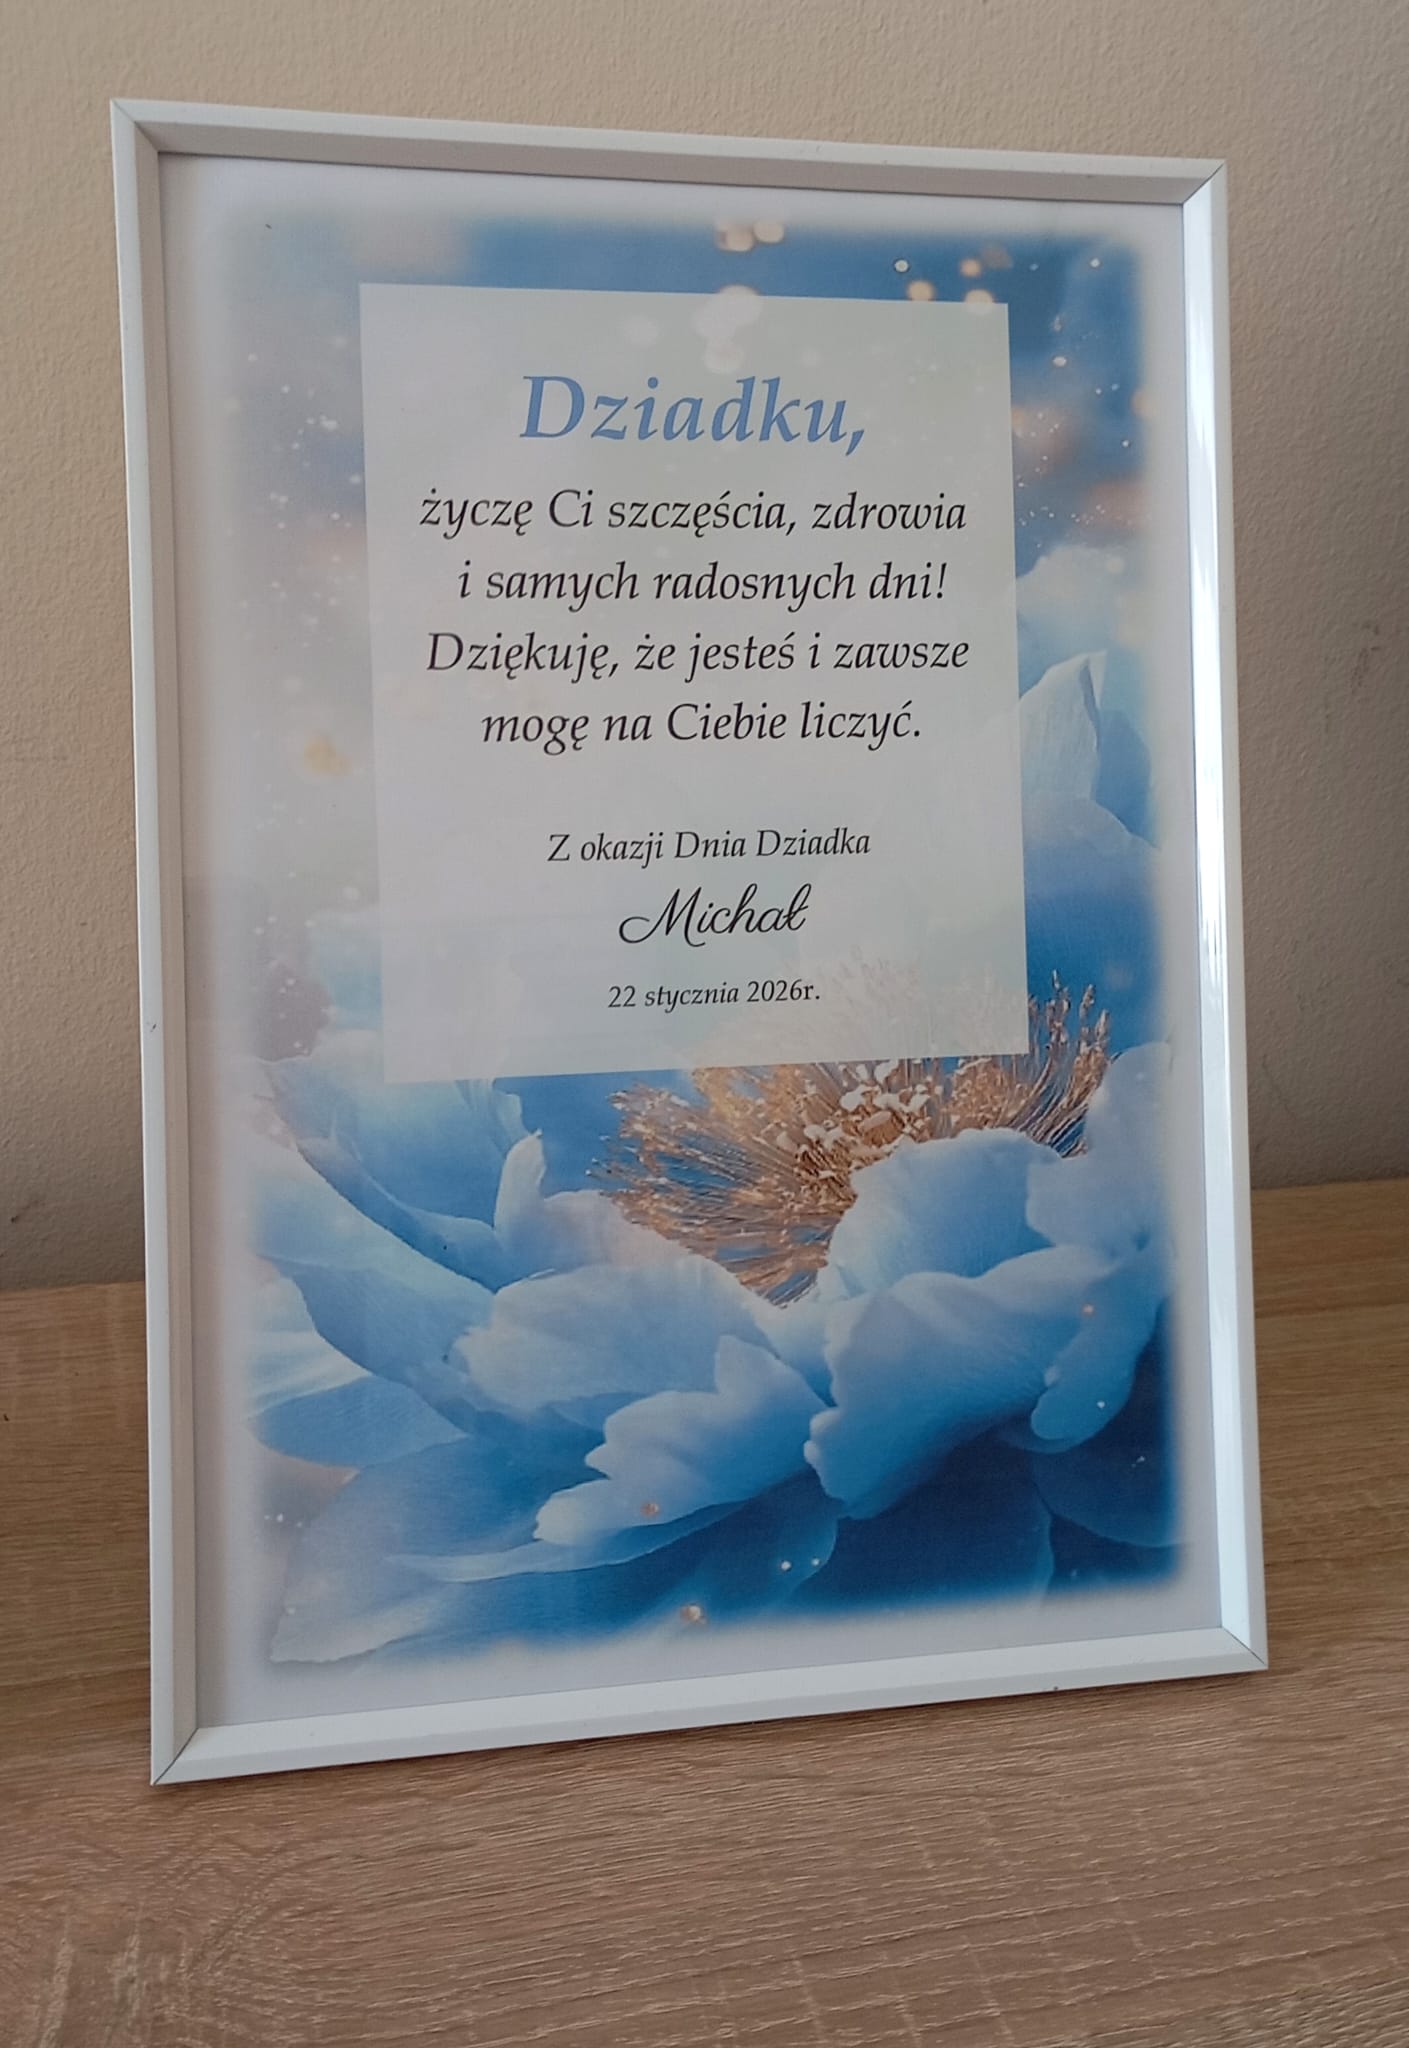 Dziadku,
życzę Ci szczęścia, zdrowia
i samych radosnych dni!
Dziękuję, że jesteś i zawsze
mogę na Ciebie liczyć.
Z okazji Dnia Dziadka
Michał
22 stycznia 2026r.